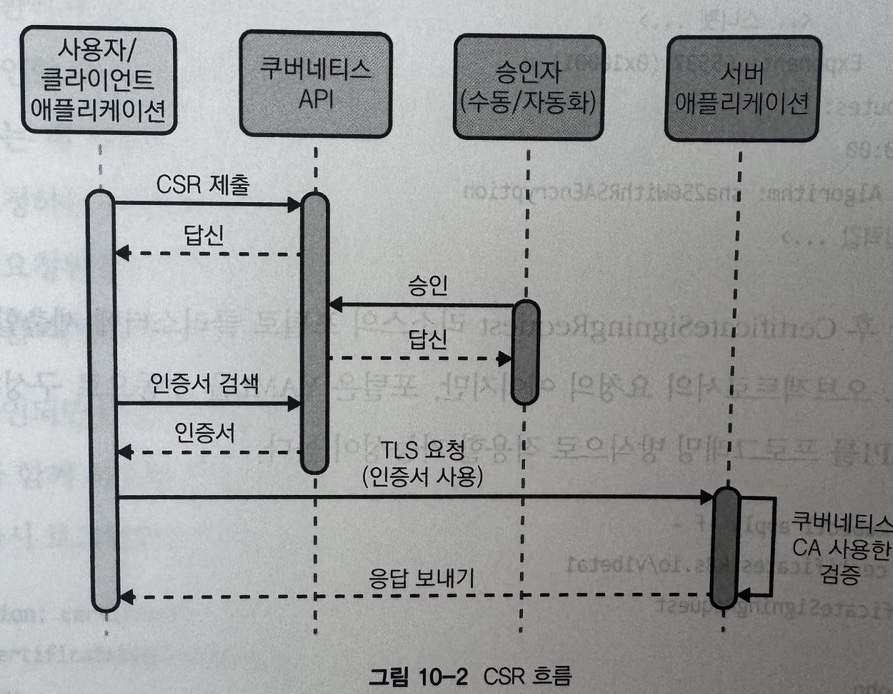 사용자/
클라이언트
애플리케이션
쿠버네티스
API
승인자
(수동/자동화)
서버
애플리케이션
CSR 제출
답신
승인
답신
인증서 검색
인증서
TLS 요청
(인증서 사용)
쿠버네티스
CA 사용한
검증
응답 보내기
그림 10-2 CSR 흐름